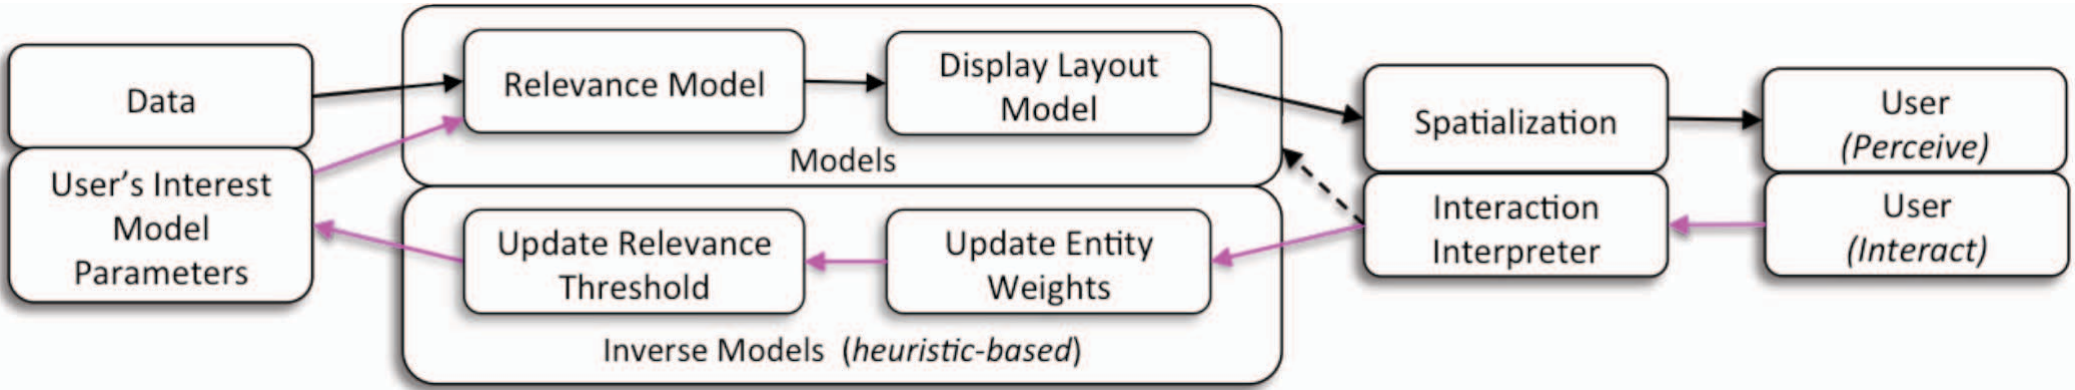 Data
User's Interest
Model
Parameters
Relevance Model
Display Layout
Model
Models
Update Relevance
Threshold
Update Entity
Weights
Inverse Models (heuristic-based)
Spatialization
Interaction
Interpreter
User
(Perceive)
User
(Interact)